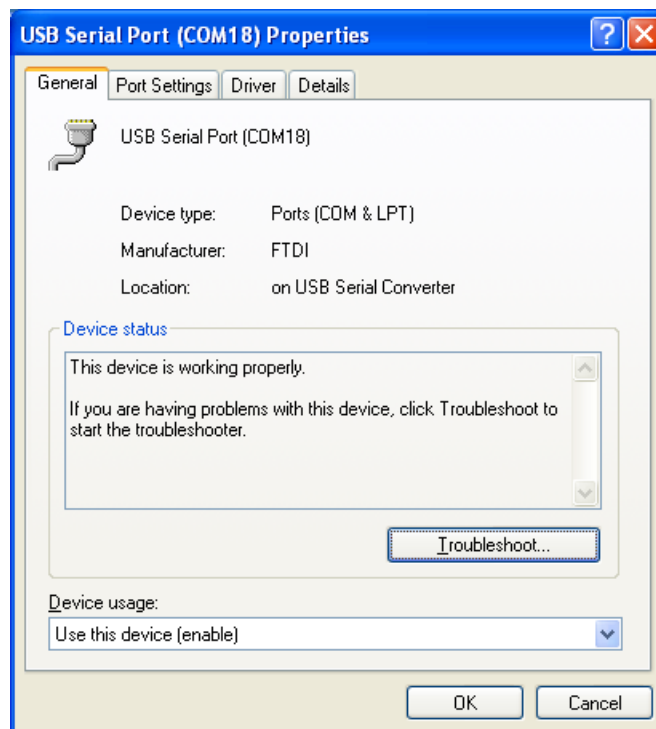 USB Serial Port (COM18) Properties
General Port Settings Driver Details
USB Serial Port (COM18)
Device type: Ports (COM & LPT)
Manufacturer: FTDI
Location: on USB Serial Converter
Device status
This device is working properly.
If you are having problems with this device, click Troubleshoot to
start the troubleshooter.
Troubleshoot...
Device usage:
Use this device (enable)
OK Cancel